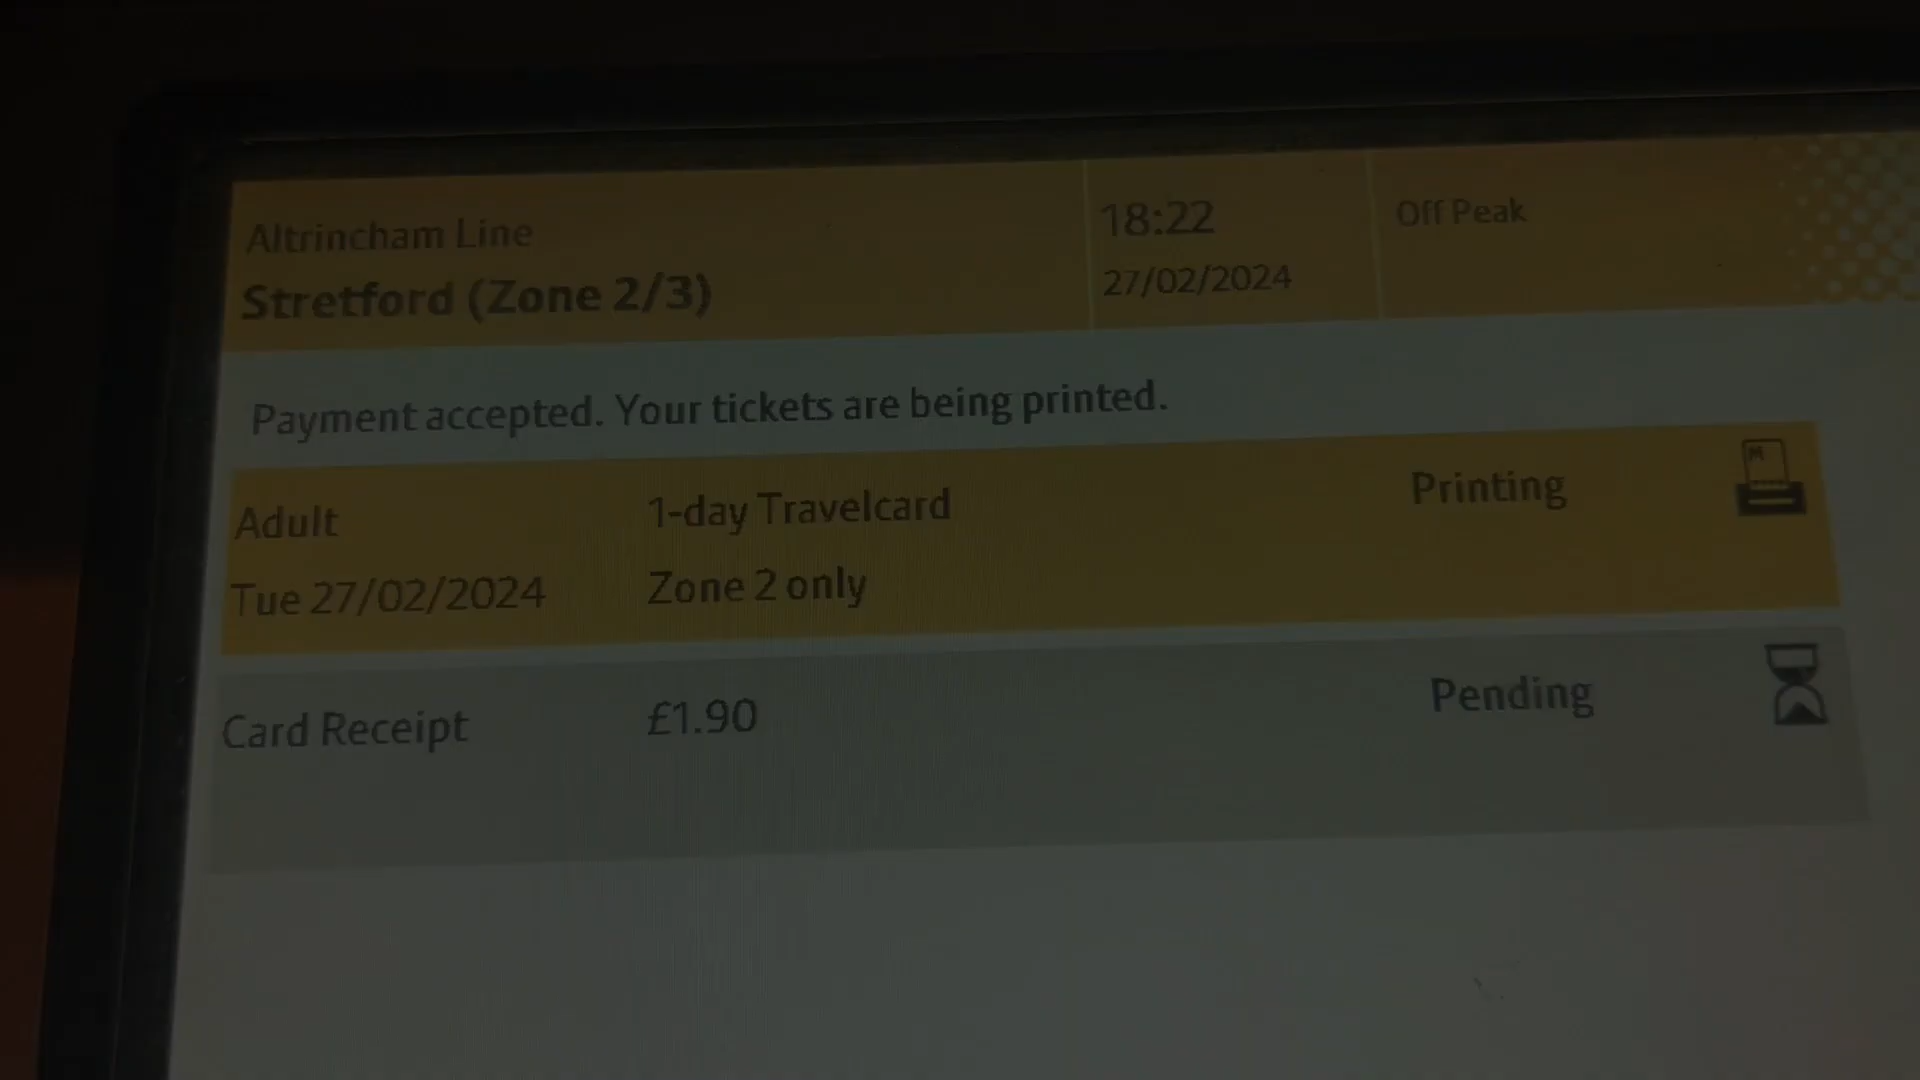 Altrincham Line
Stretford (Zone 2/3)
18:22
27/02/2024
Off Peak
Payment accepted. Your tickets are being printed.
Adult
1-day Travelcard
Printing
M
Tue 27/02/2024
Zone 2 only
Card Receipt
£1.90
Pending